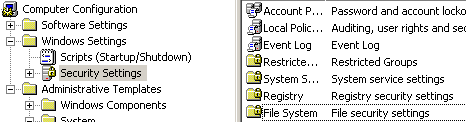 Computer Configuration
Software Settings
Windows Settings
Scripts (Startup/Shutdown)
Security Settings
Administrative Templates
Windows Components
System
Account P... Password and account locko
Local Polic... Auditing, user rights and sec
Event Log Event Log
Restricte... Restricted Groups
System S... System service settings
Registry Registry security settings
File System File security settings